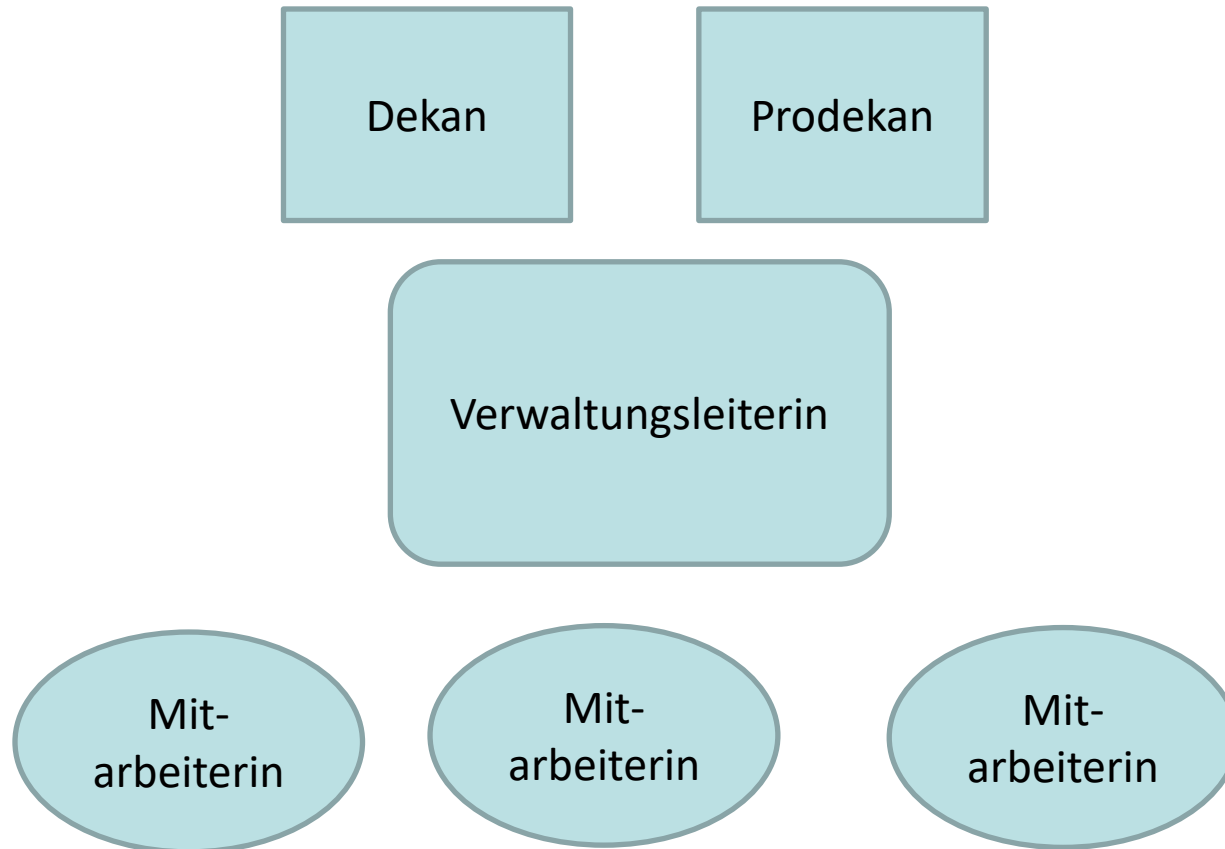 Dekan
Prodekan
Verwaltungsleiterin
Mit-
arbeiterin
Mit-
arbeiterin
Mit-
arbeiterin